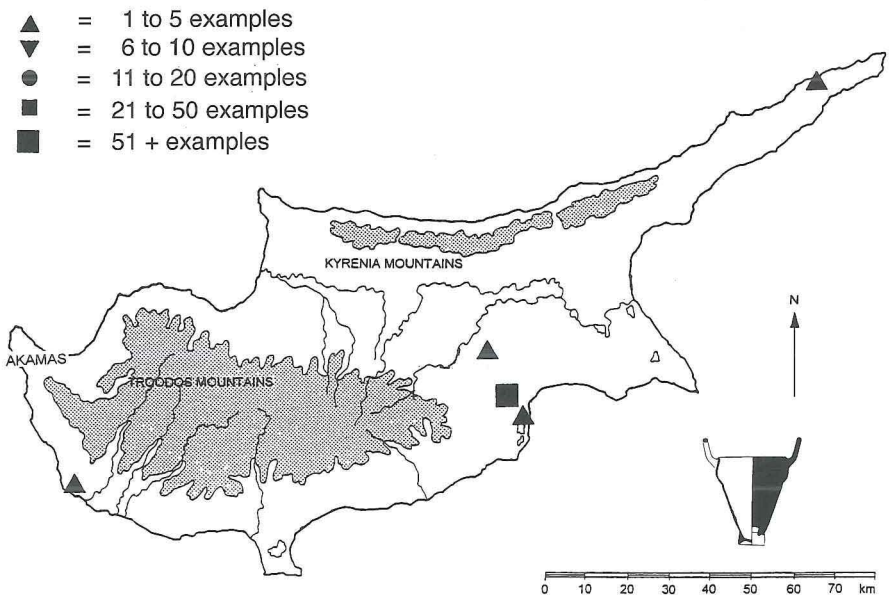 = 1 to 5 examples
= 6 to 10 examples
= 11 to 20 examples
= 21 to 50 examples
= 51 + examples
KYRENIA MOUNTAINS
N
AKAMAS
TROODOS MOUNTAINS
0 10 20 30 40 50 60 70 km